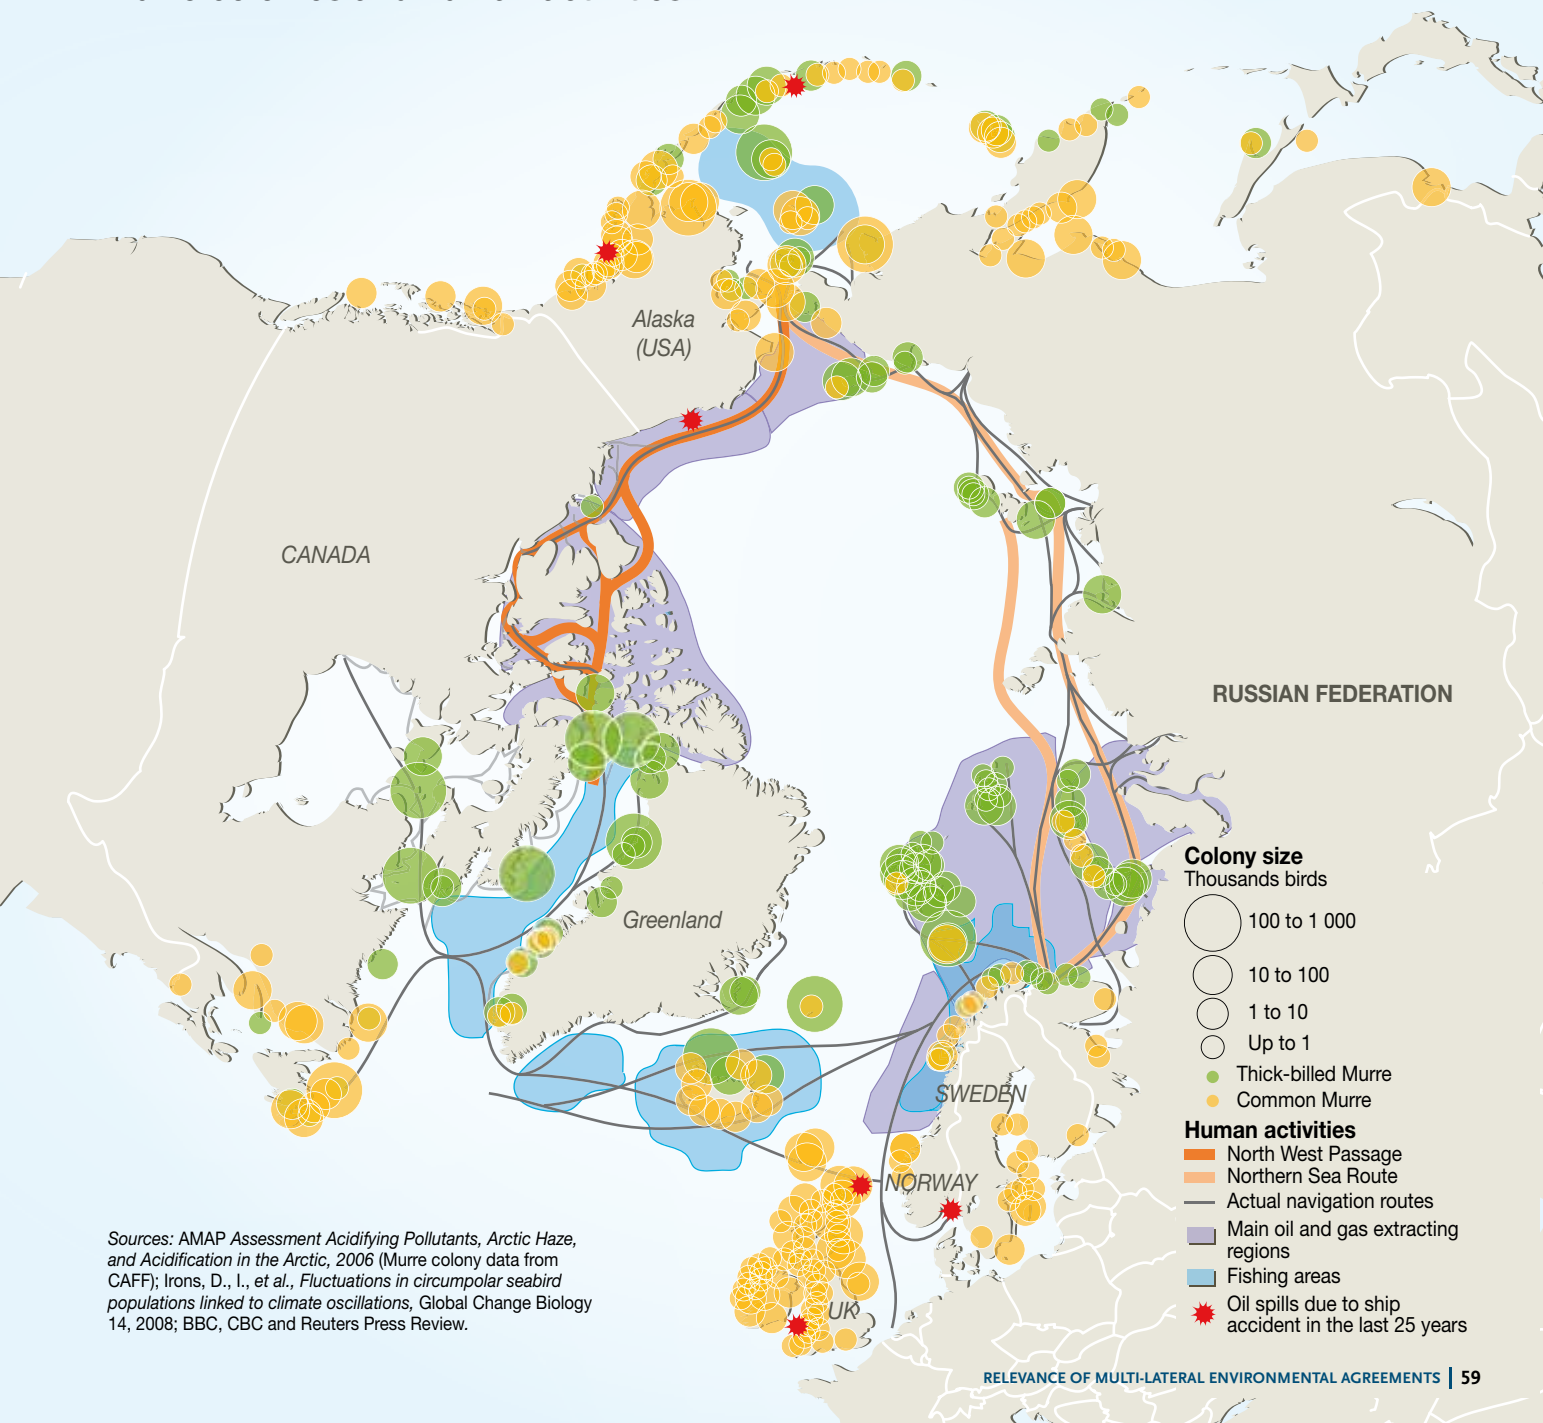 Alaska
(USA)
CANADA
RUSSIAN FEDERATION
Greenland
SWEDEN
NORWAY
UK
Colony size
Thousands birds
100 to 1 000
10 to 100
1 to 10
Up to 1
Thick-billed Murre
Common Murre
Human activities
North West Passage
Northern Sea Route
Actual navigation routes
Main oil and gas extracting
regions
Fishing areas
Oil spills due to ship
accident in the last 25 years
Sources: AMAP Assessment Acidifying Pollutants, Arctic Haze,
and Acidification in the Arctic, 2006 (Murre colony data from
CAFF); Irons, D., I., et al., Fluctuations in circumpolar seabird
populations linked to climate oscillations, Global Change Biology
14, 2008; BBC, CBC and Reuters Press Review.
RELEVANCE OF MULTI-LATERAL ENVIRONMENTAL AGREEMENTS | 59